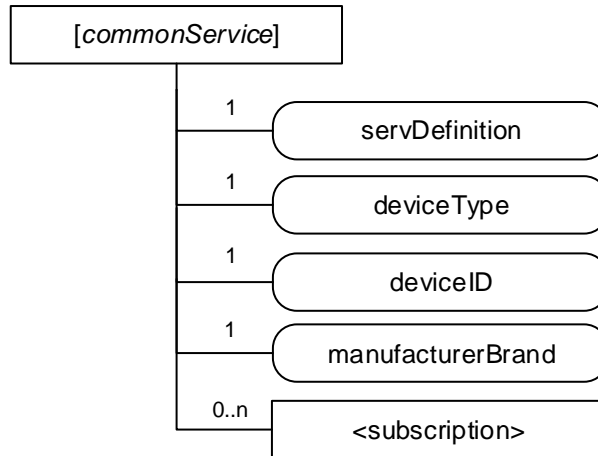 [commonService]
1
servDefinition
1
deviceType
1
deviceID
1
manufacturerBrand
0..n
<subscription>